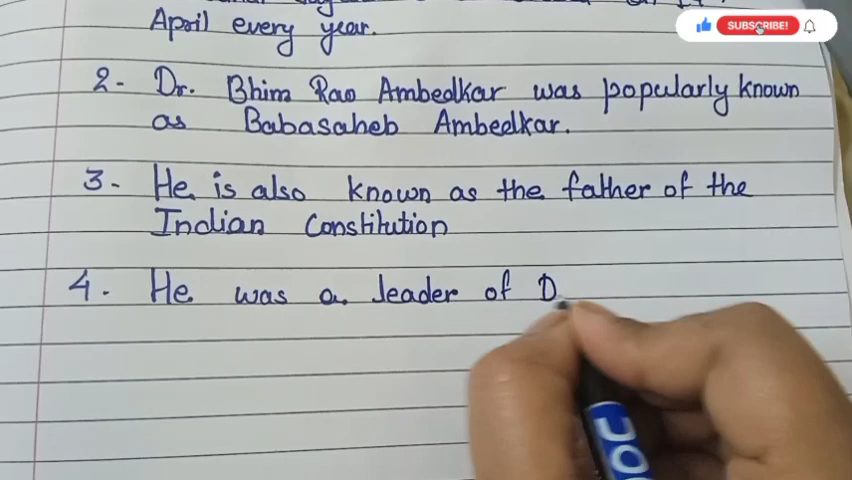 April every year.
SUBSCRIBE!
2- Dr. Bhim Rao Ambedkar was popularly known
as Babasaheb Ambedkar.
3- He is also known as the father of the
Indian Constitution
4. He was a leader of D